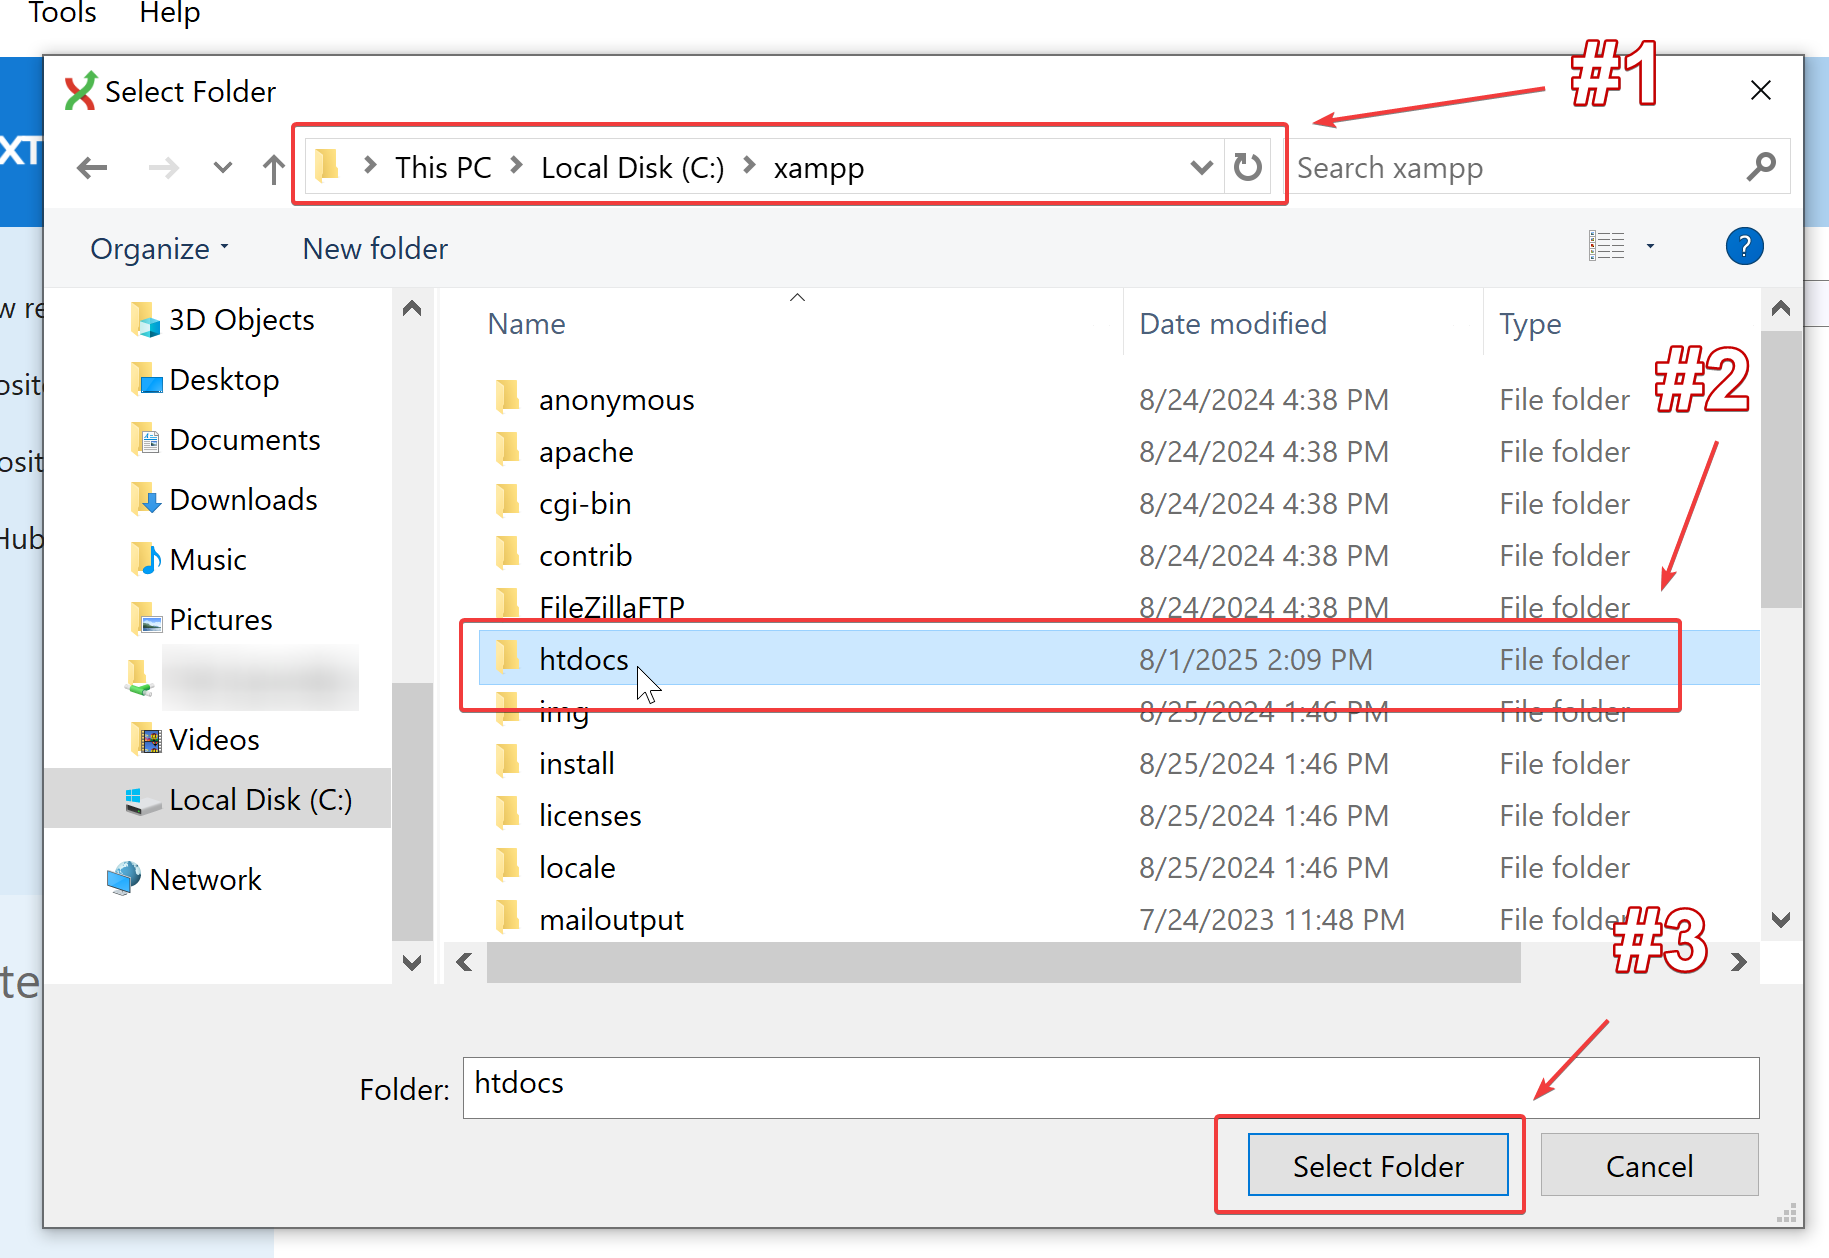 Tools Help
#1
Select Folder
XT
This PC Local Disk (C:) xampp
Search xampp
Organize New folder
?
w re
osit
osit
Hub
te
3D Objects
Desktop
Documents
Downloads
Music
Pictures
Videos
Local Disk (C:)
Network
Name Date modified Type
#2
anonymous 8/24/2024 4:38 PM File folder
apache 8/24/2024 4:38 PM File folder
cgi-bin 8/24/2024 4:38 PM File folder
contrib 8/24/2024 4:38 PM File folder
FileZillaFTP 8/24/2024 4:38 PM File folder
htdocs 8/1/2025 2:09 PM File folder
img 8/25/2024 1:46 PM File folder
install 8/25/2024 1:46 PM File folder
licenses 8/25/2024 1:46 PM File folder
locale 8/25/2024 1:46 PM File folder
mailoutput 7/24/2023 11:48 PM File folder
#3
Folder: htdocs
Select Folder Cancel